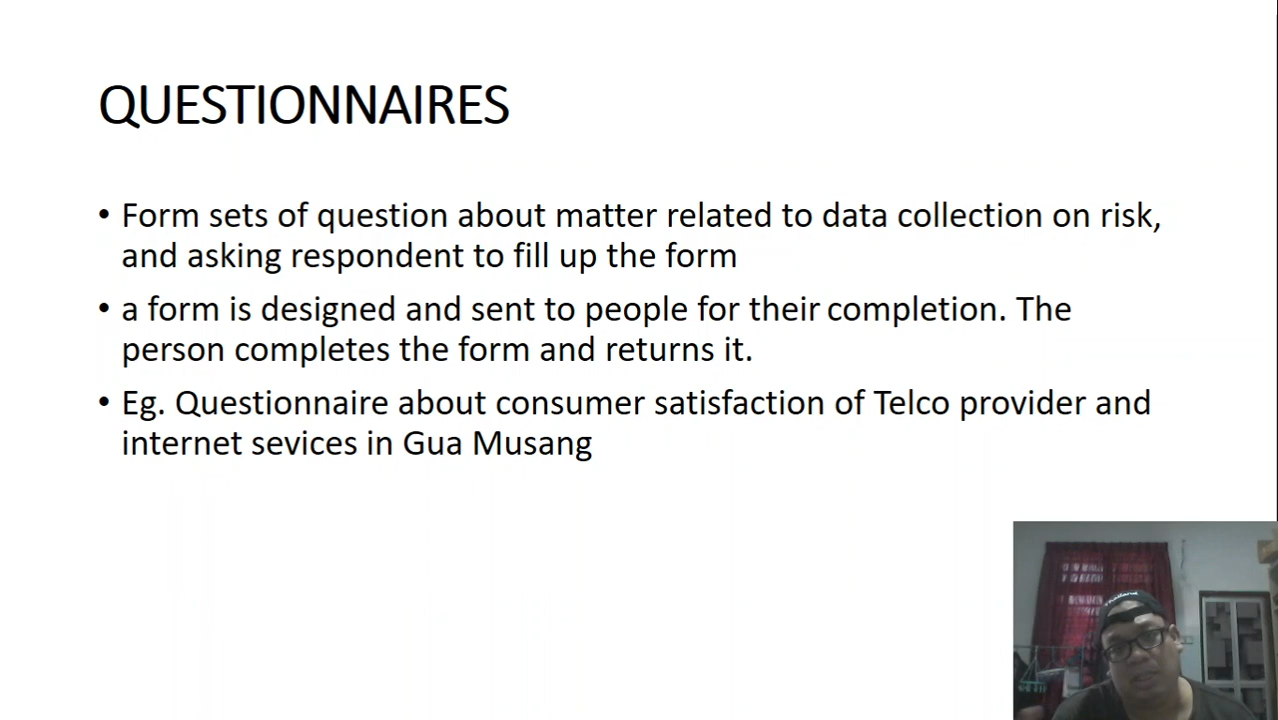 QUESTIONNAIRES
• Form sets of question about matter related to data collection on risk,
and asking respondent to fill up the form
• a form is designed and sent to people for their completion. The
person completes the form and returns it.
• Eg. Questionnaire about consumer satisfaction of Telco provider and
internet sevices in Gua Musang
Thailand